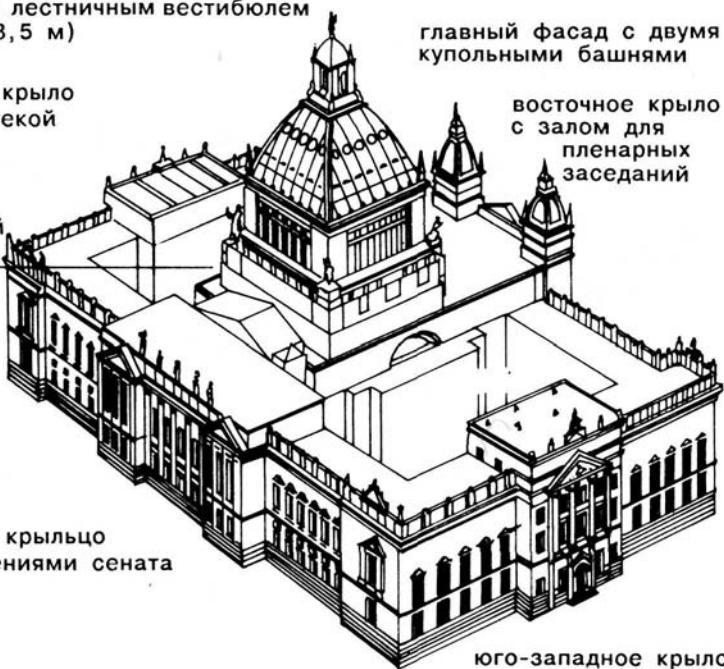 лестничным вестибюлем
3,5 м)
крыло
екой
главный фасад с двумя
купольными башнями
восточное крыло
с залом для
пленарных
заседаний
крыльцо
ениями сената
юго-западное крыло